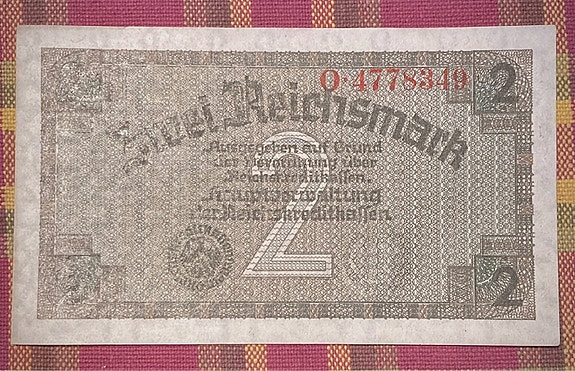 O·4778349
2
Zwei Reichsmark
Ausgegeben auf Grund
der Verordnung über
Reichskreditkassen.
Hauptverwaltung
der Reichskreditkassen.
2
2